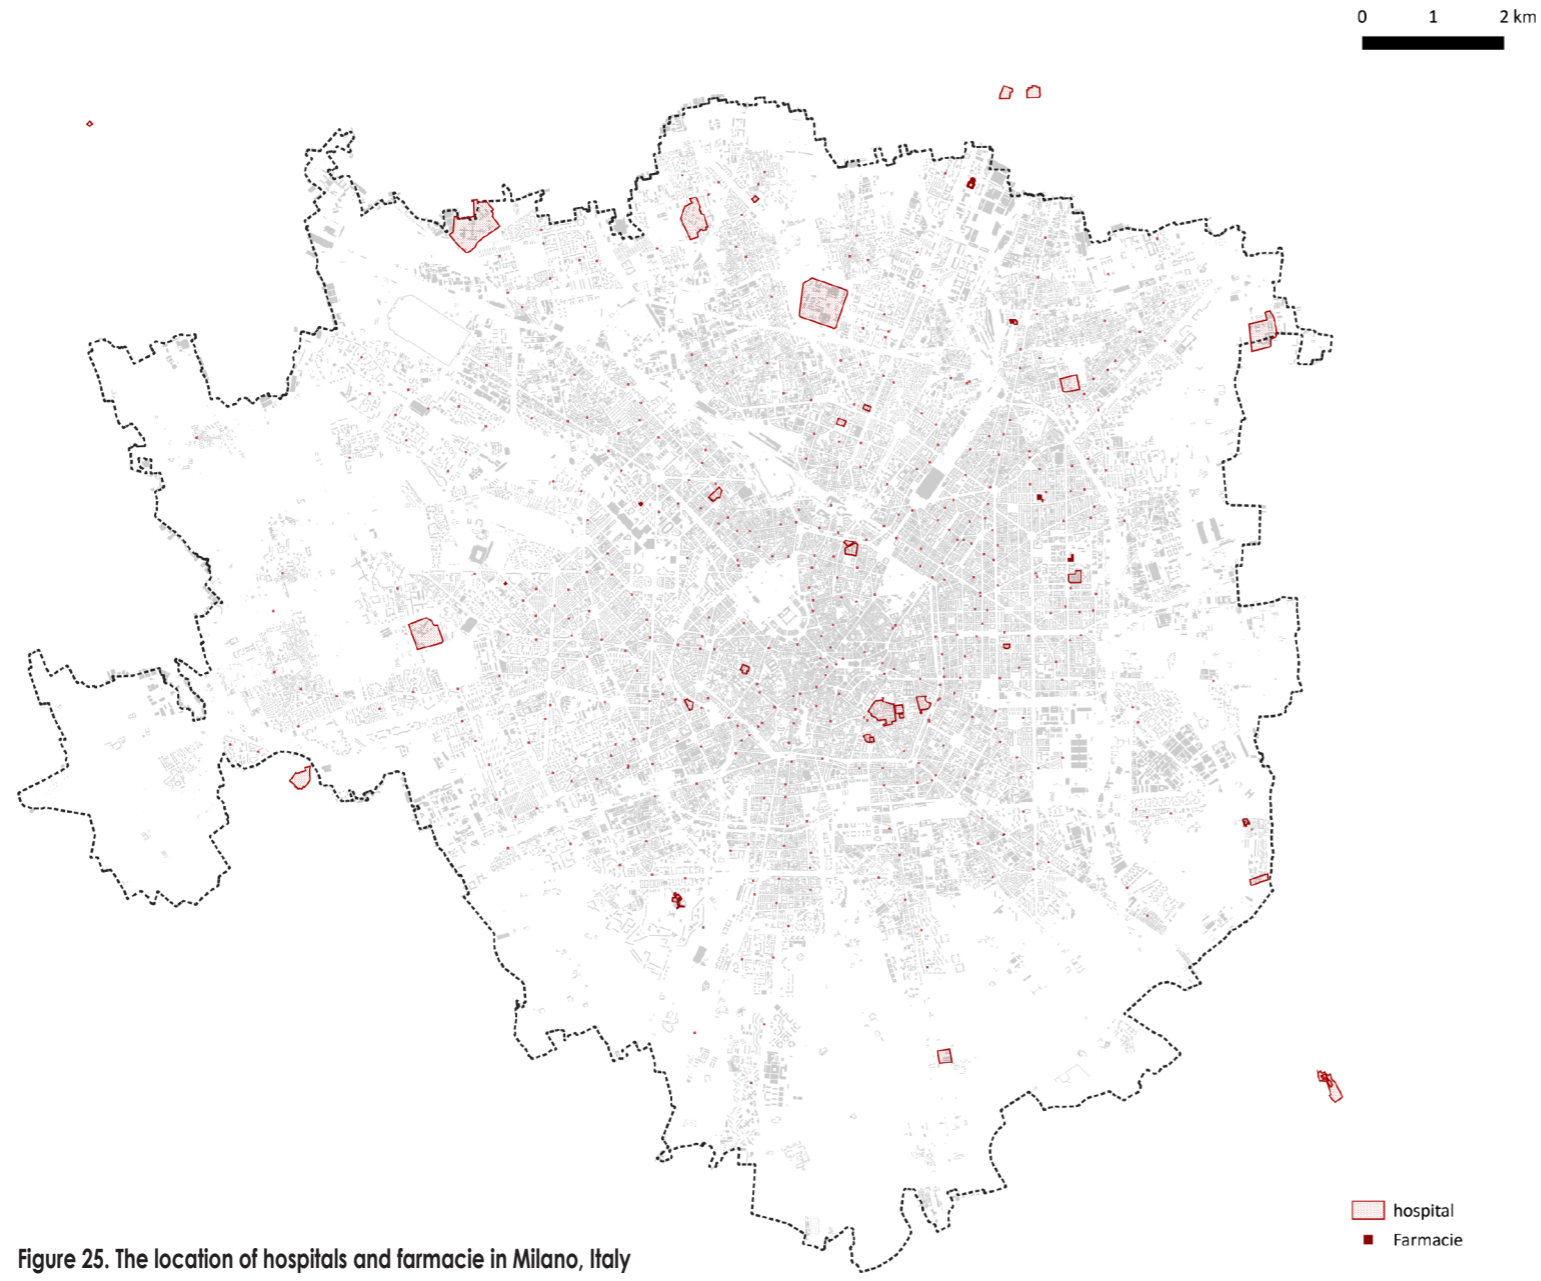 0 1 2 km
hospital
Farmacie
Figure 25. The location of hospitals and farmacie in Milano, Italy